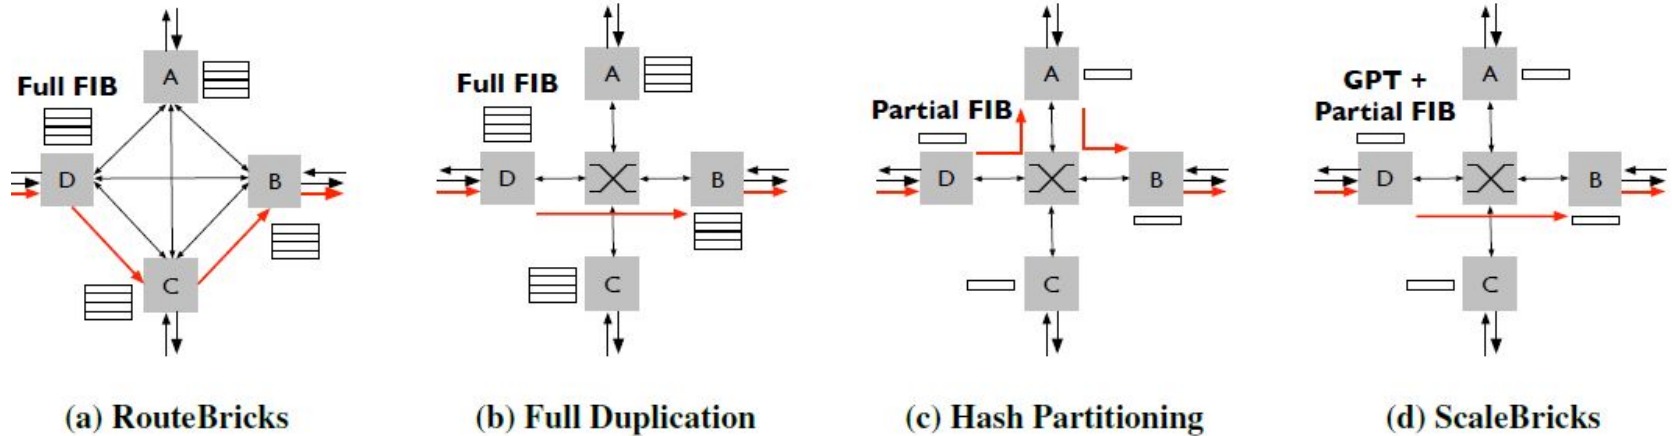 Full FIB
A
D
B
C
(a) RouteBricks
Full FIB
A
D
B
C
(b) Full Duplication
Partial FIB
A
D
B
C
(c) Hash Partitioning
GPT +
Partial FIB
A
D
B
C
(d) ScaleBricks